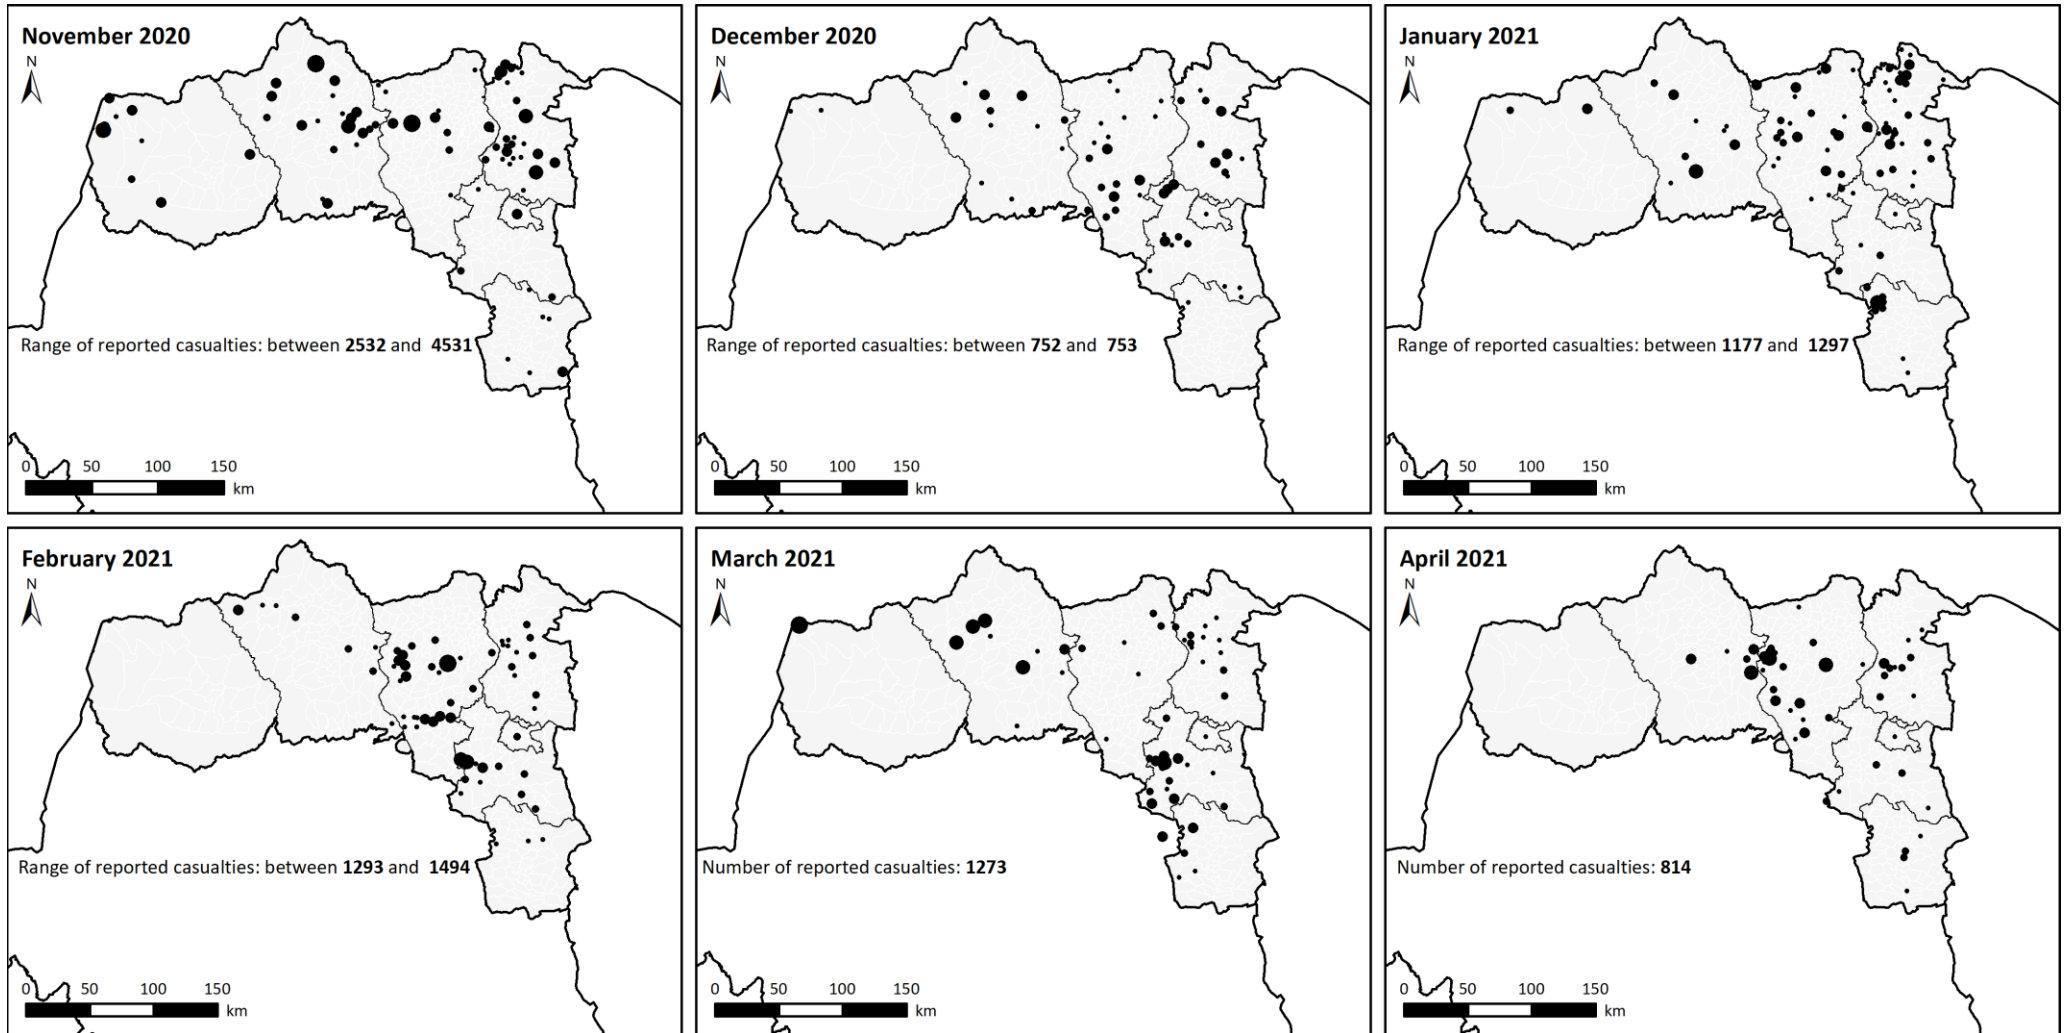 November 2020
N
Range of reported casualties: between 2532 and 4531
0 50 100 150
km
December 2020
N
Range of reported casualties: between 752 and 753
0 50 100 150
km
January 2021
N
Range of reported casualties: between 1177 and 1297
0 50 100 150
km
February 2021
N
Range of reported casualties: between 1293 and 1494
0 50 100 150
km
March 2021
N
Number of reported casualties: 1273
0 50 100 150
km
April 2021
N
Number of reported casualties: 814
0 50 100 150
km